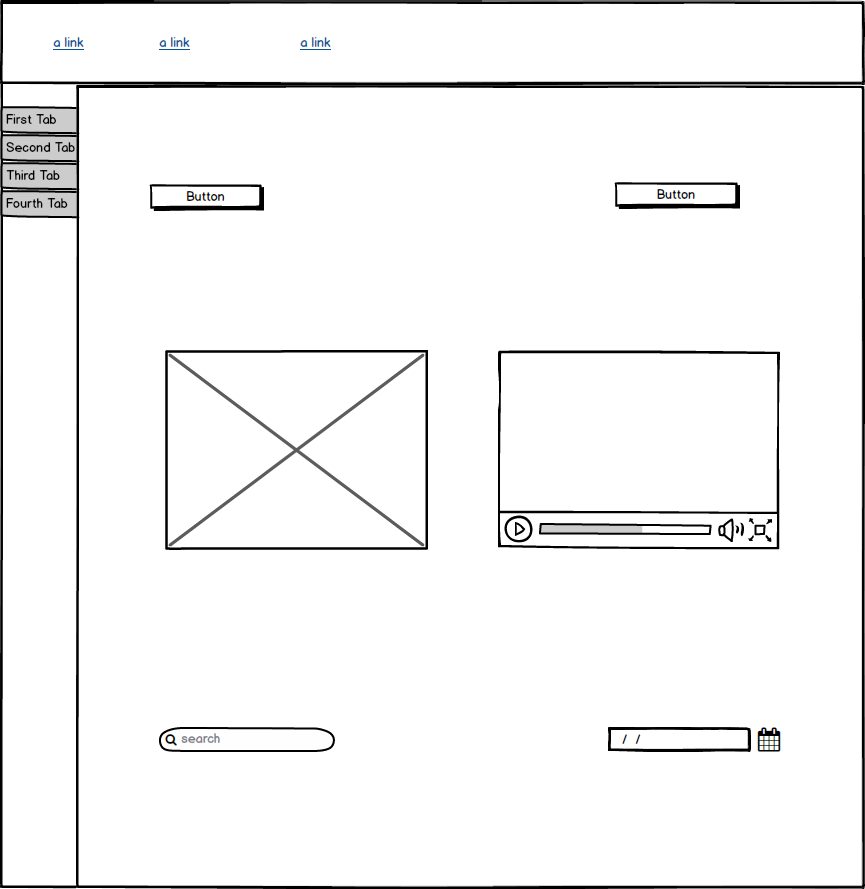 a link a link a link
First Tab
Second Tab
Third Tab
Fourth Tab
Button Button
search / /